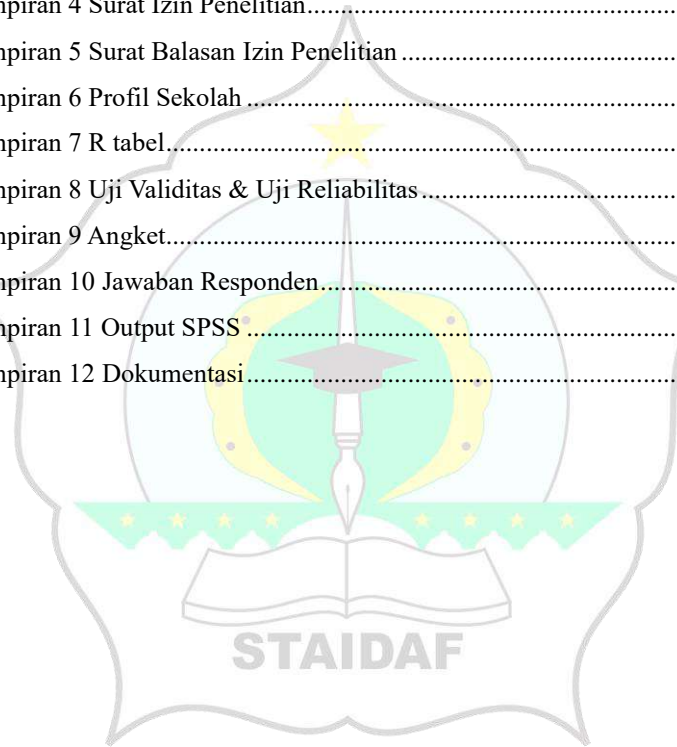 mpiran 4 Surat Izin Penelitian
mpiran 5 Surat Balasan Izin Penelitian
mpiran 6 Profil Sekolah
mpiran 7 R tabel
mpiran 8 Uji Validitas & Uji Reliabilitas
mpiran 9 Angket
mpiran 10 Jawaban Responden
mpiran 11 Output SPSS
mpiran 12 Dokumentasi
STAIDAF